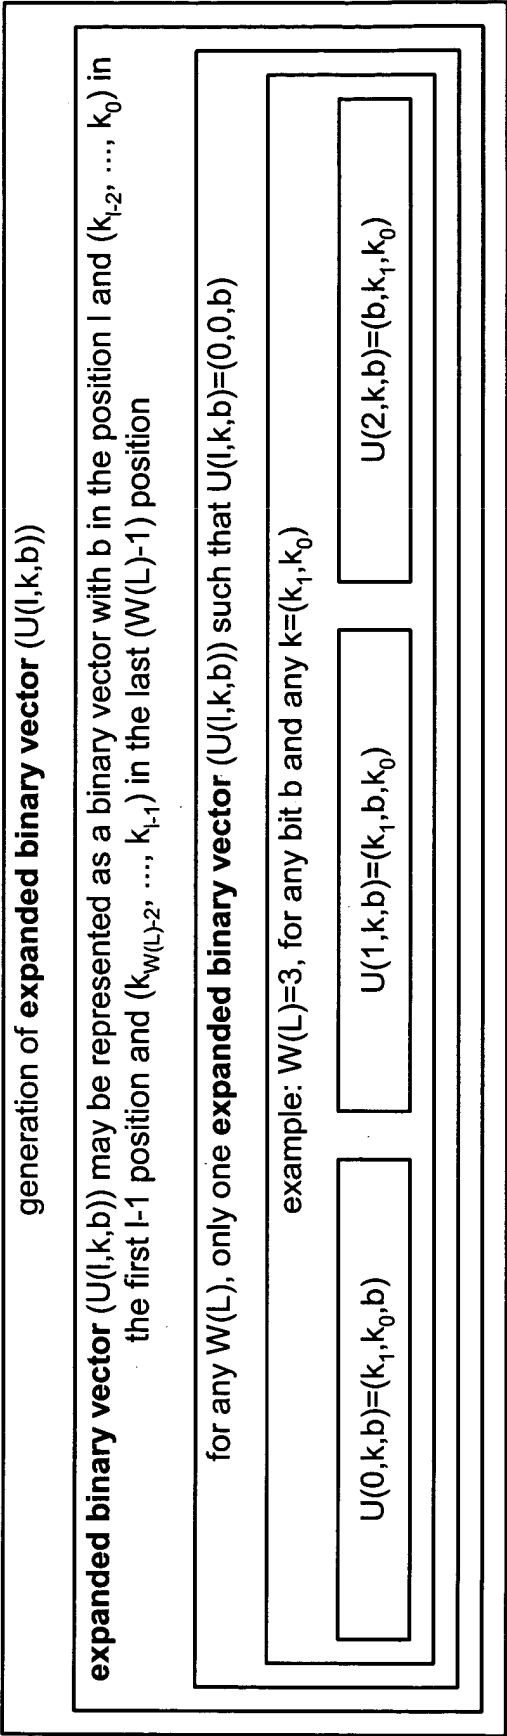 generation of expanded binary vector (U(l,k,b))
expanded binary vector (U(l,k,b)) may be represented as a binary vector with b in the position l and (k_{l-2}, ..., k_0) in
the first l-1 position and (k_{W(L)-2}, ..., k_{l-1}) in the last (W(L)-1) position
for any W(L), only one expanded binary vector (U(l,k,b)) such that U(l,k,b)=(0,0,b)
example: W(L)=3, for any bit b and any k=(k_1,k_0)
U(0,k,b)=(k_1,k_0,b)
U(1,k,b)=(k_1,b,k_0)
U(2,k,b)=(b,k_1,k_0)